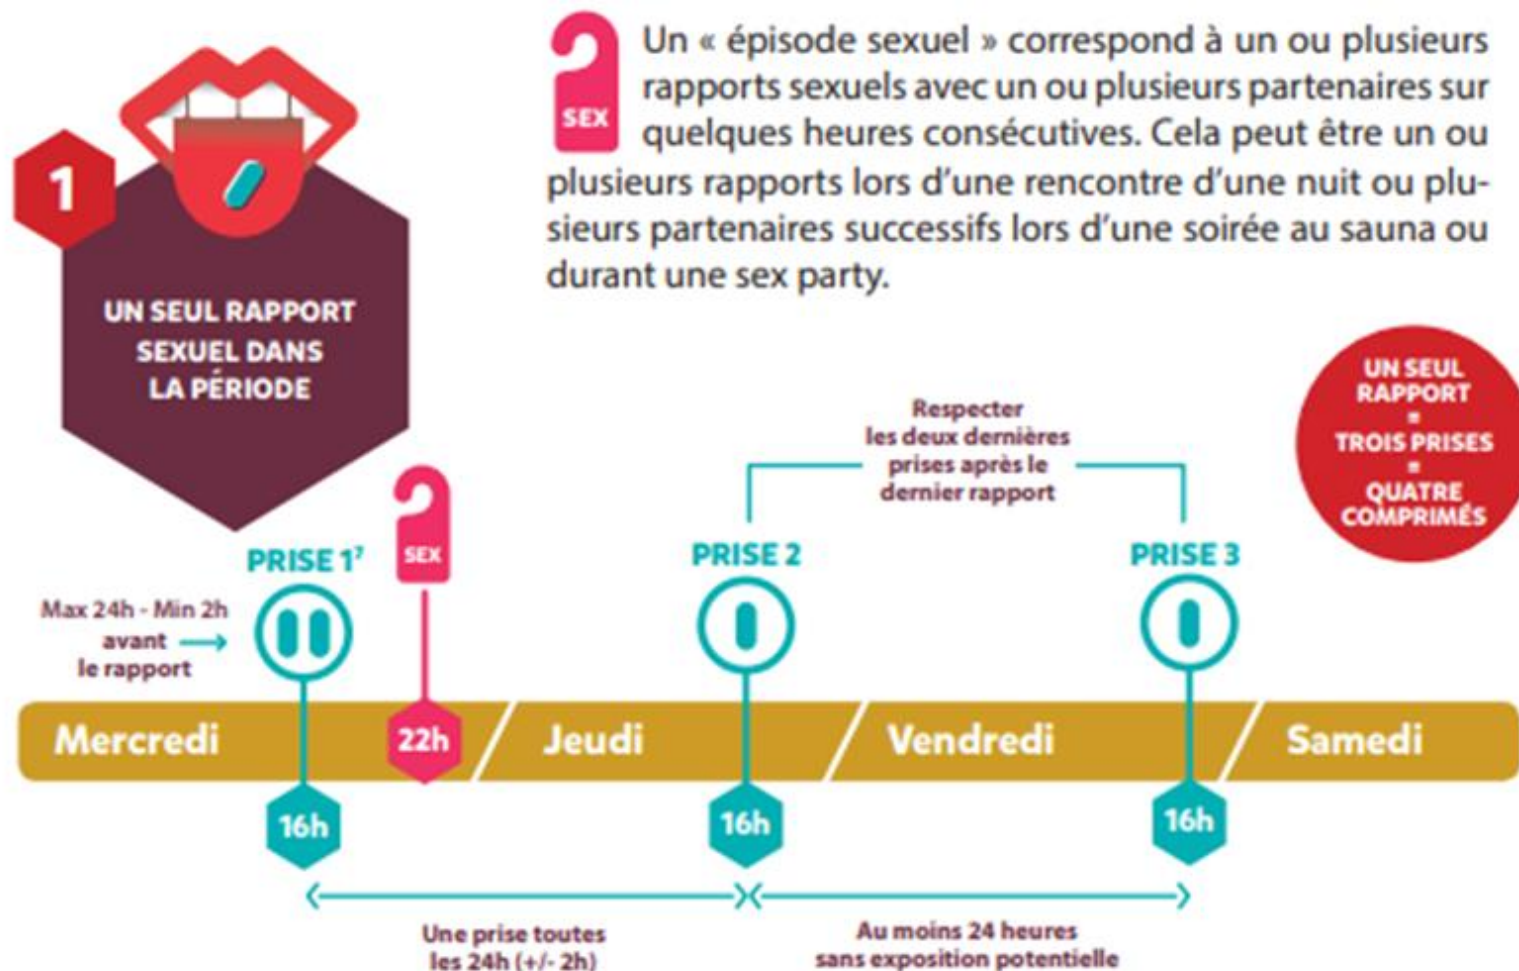 SEX
Un « épisode sexuel » correspond à un ou plusieurs
rapports sexuels avec un ou plusieurs partenaires sur
quelques heures consécutives. Cela peut être un ou
plusieurs rapports lors d’une rencontre d’une nuit ou plu-
sieurs partenaires successifs lors d’une soirée au sauna ou
durant une sex party.
1
UN SEUL RAPPORT
SEXUEL DANS
LA PÉRIODE
UN SEUL
RAPPORT
=
TROIS PRISES
=
QUATRE
COMPRIMÉS
Respecter
les deux dernières
prises après le
dernier rapport
PRISE 1⁷
SEX
PRISE 2
PRISE 3
Max 24h - Min 2h
avant
le rapport
Mercredi
22h
Jeudi
Vendredi
Samedi
16h
16h
16h
Une prise toutes
les 24h (+/- 2h)
Au moins 24 heures
sans exposition potentielle